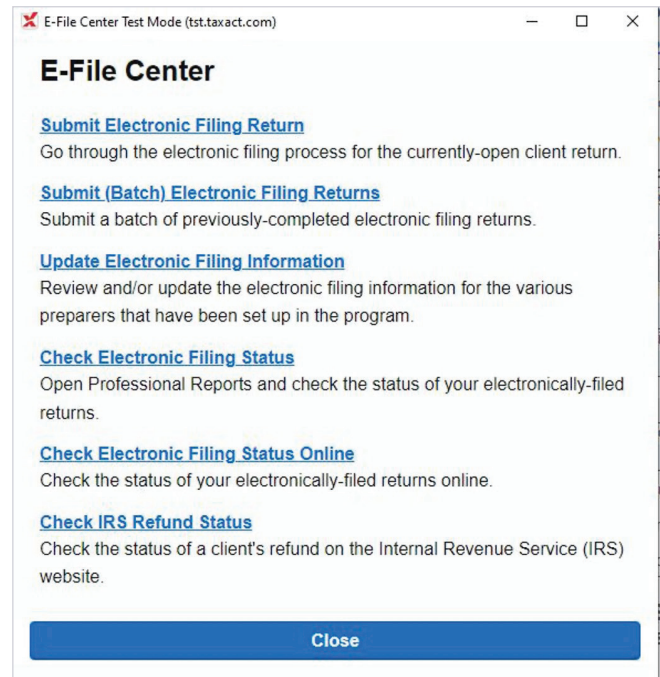 E-File Center Test Mode (tst.taxact.com)
E-File Center
Submit Electronic Filing Return
Go through the electronic filing process for the currently-open client return.
Submit (Batch) Electronic Filing Returns
Submit a batch of previously-completed electronic filing returns.
Update Electronic Filing Information
Review and/or update the electronic filing information for the various
preparers that have been set up in the program.
Check Electronic Filing Status
Open Professional Reports and check the status of your electronically-filed
returns.
Check Electronic Filing Status Online
Check the status of your electronically-filed returns online.
Check IRS Refund Status
Check the status of a client's refund on the Internal Revenue Service (IRS)
website.
Close